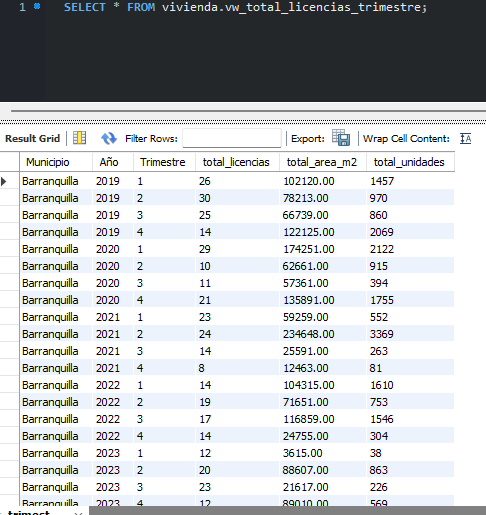 1 SELECT * FROM vivienda.vw_total_licencias_trimestre;
Result Grid Filter Rows: Export: Wrap Cell Content:
Municipio Año Trimestre total_licencias total_area_m2 total_unidades
Barranquilla 2019 1 26 102120.00 1457
Barranquilla 2019 2 30 78213.00 970
Barranquilla 2019 3 25 66739.00 860
Barranquilla 2019 4 14 122125.00 2069
Barranquilla 2020 1 29 174251.00 2122
Barranquilla 2020 2 10 62661.00 915
Barranquilla 2020 3 11 57361.00 394
Barranquilla 2020 4 21 135891.00 1755
Barranquilla 2021 1 23 59259.00 552
Barranquilla 2021 2 24 234648.00 3369
Barranquilla 2021 3 14 25591.00 263
Barranquilla 2021 4 8 12463.00 81
Barranquilla 2022 1 14 104315.00 1610
Barranquilla 2022 2 19 71651.00 753
Barranquilla 2022 3 17 116859.00 1546
Barranquilla 2022 4 14 24755.00 304
Barranquilla 2023 1 12 3615.00 38
Barranquilla 2023 2 20 88607.00 863
Barranquilla 2023 3 23 21617.00 226
Barranquilla 2023 4 12 89010.00 569